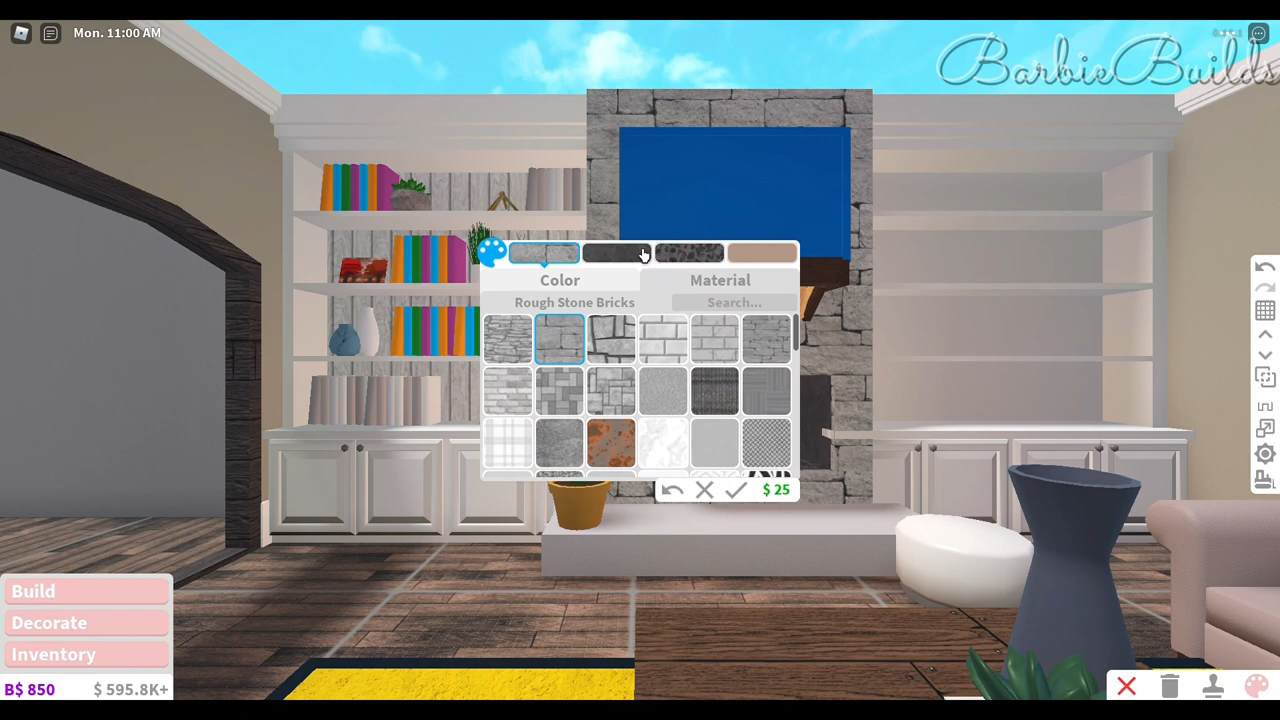 Mon. 11:00 AM
BarbieBuilds
Color
Material
Rough Stone Bricks
Search...
$ 25
Build
Decorate
Inventory
B$ 850
$ 595.8K+